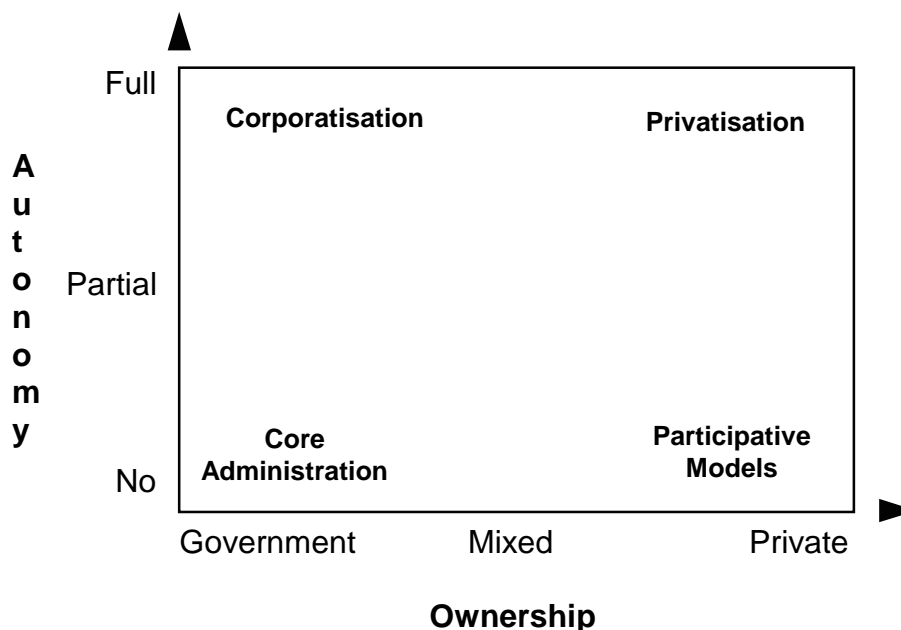 Full
Corporatisation
Privatisation
A
u
t
o
n
o
m
y
Partial
Core
Administration
Participative
Models
No
Government
Mixed
Private
Ownership